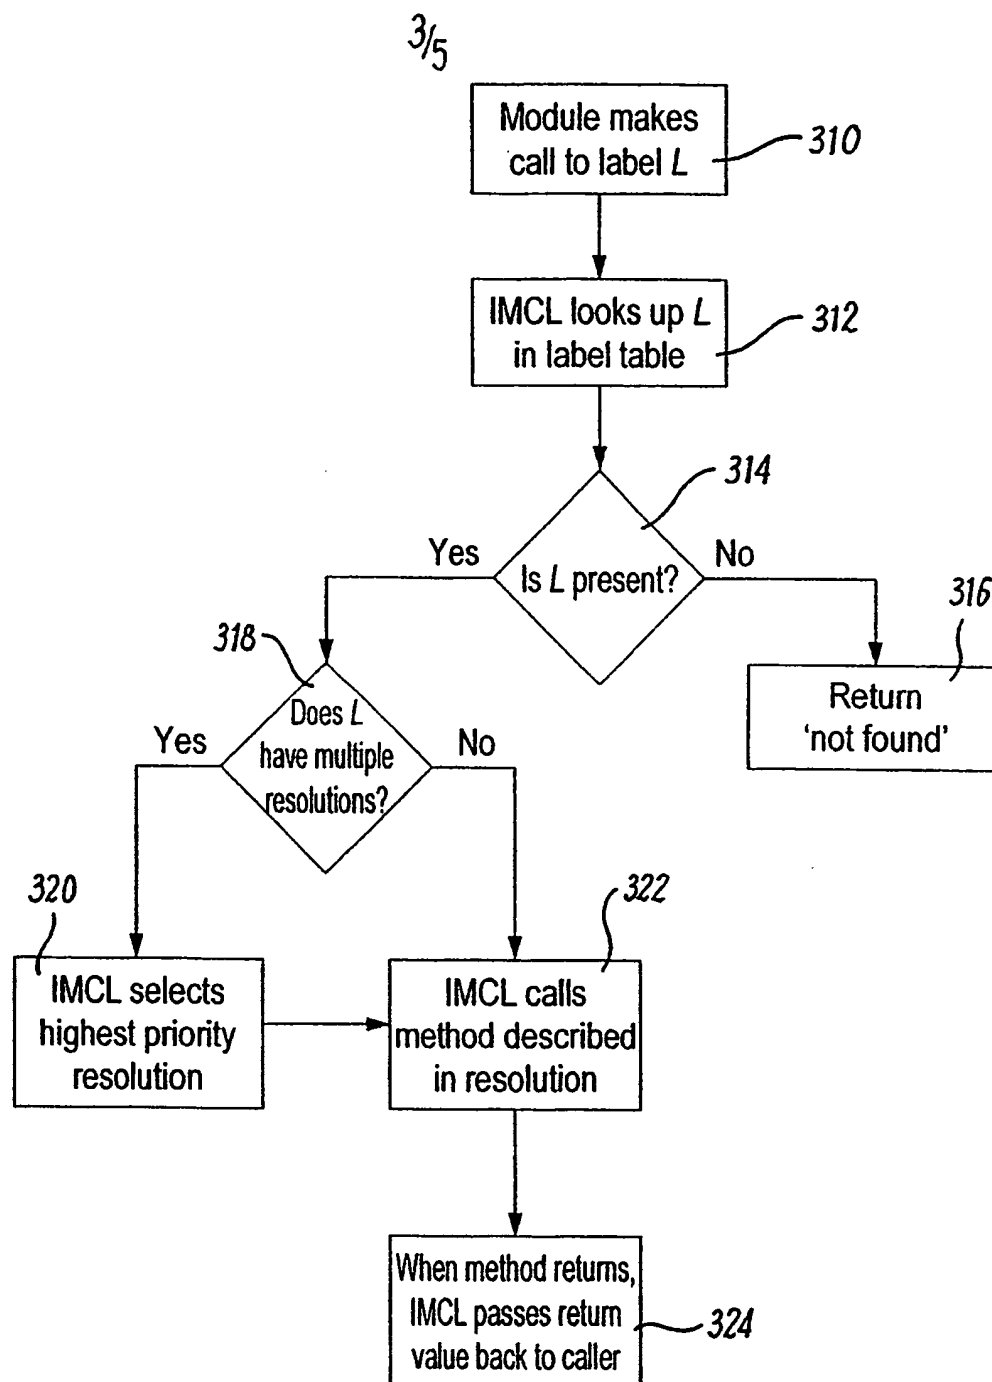 3/5
Module makes
call to label L
310
IMCL looks up L
in label table
312
314
Yes
Is L present?
No
316
Return
'not found'
318
Yes
Does L
have multiple
resolutions?
No
320
IMCL selects
highest priority
resolution
322
IMCL calls
method described
in resolution
When method returns,
IMCL passes return
value back to caller
324